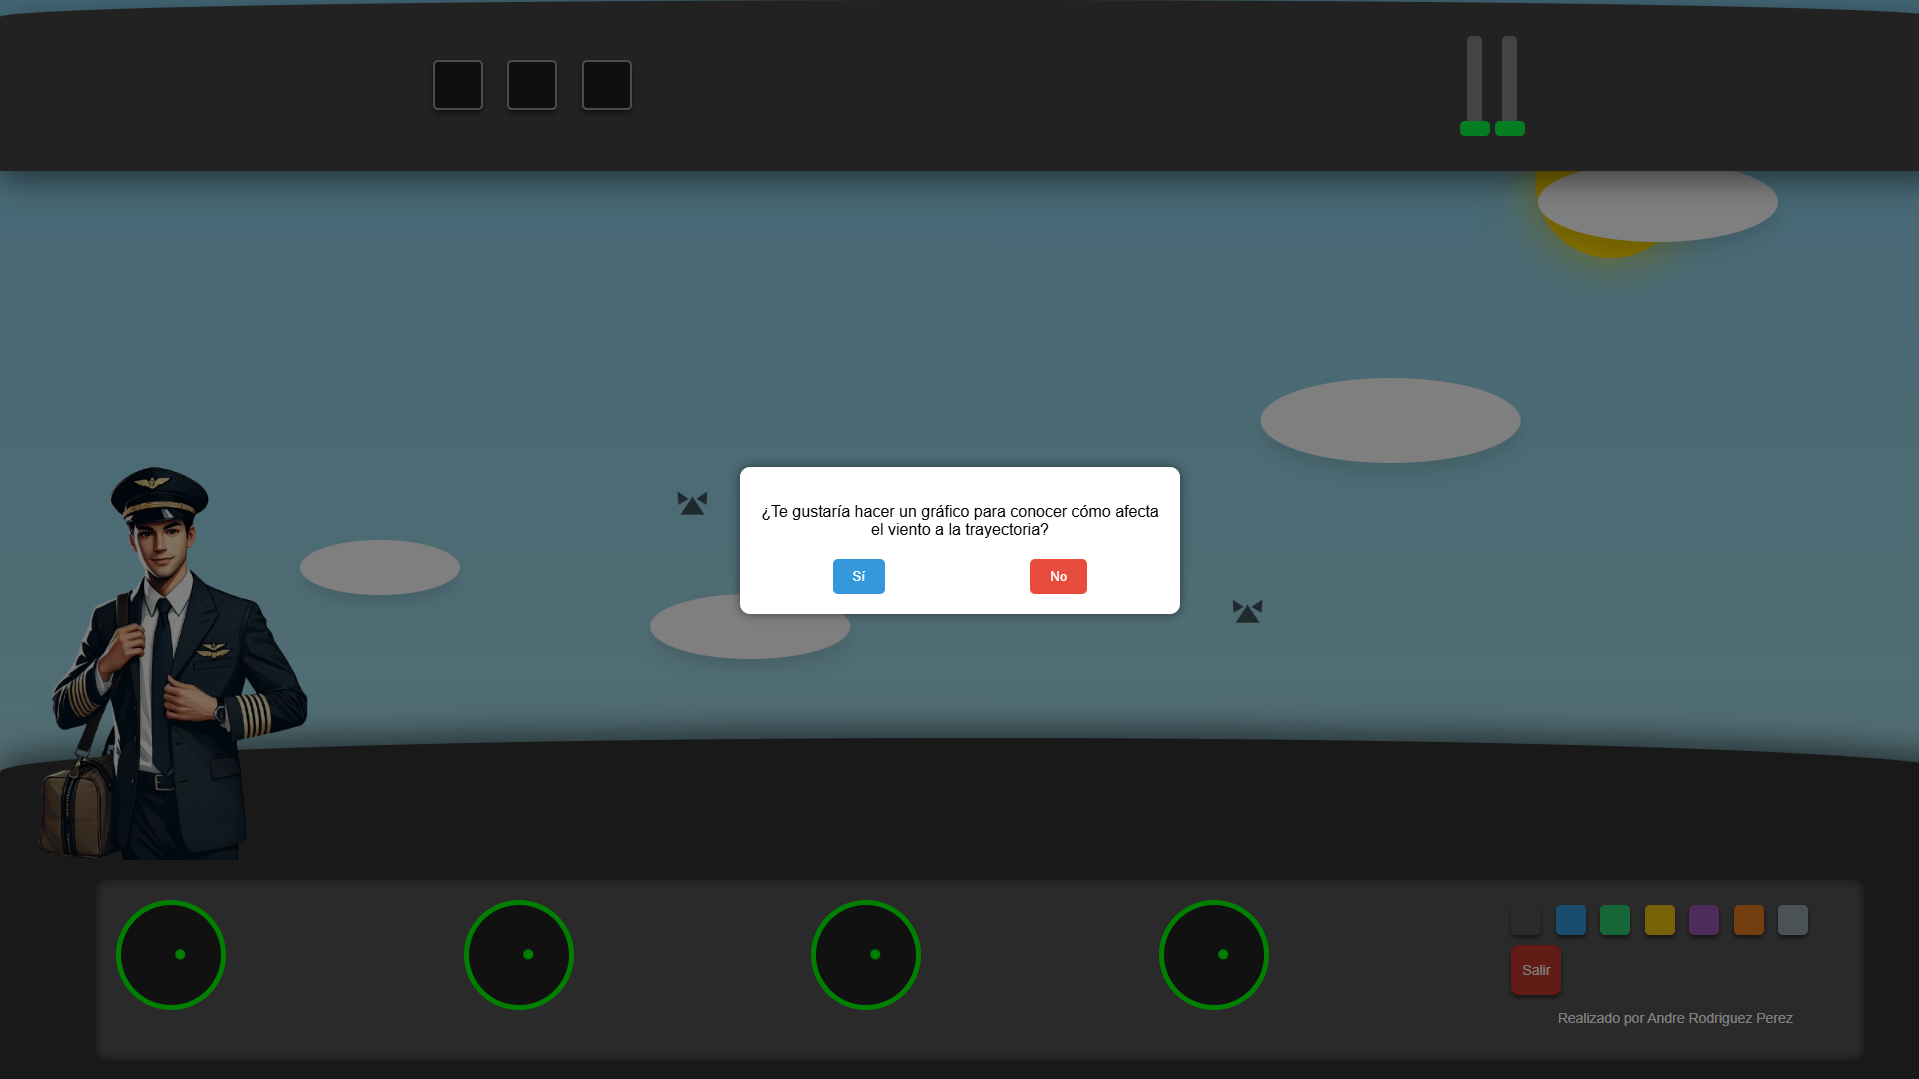 ¿Te gustaría hacer un gráfico para conocer cómo afecta
el viento a la trayectoria?
Sí
No
Salir
Realizado por Andre Rodriguez Perez